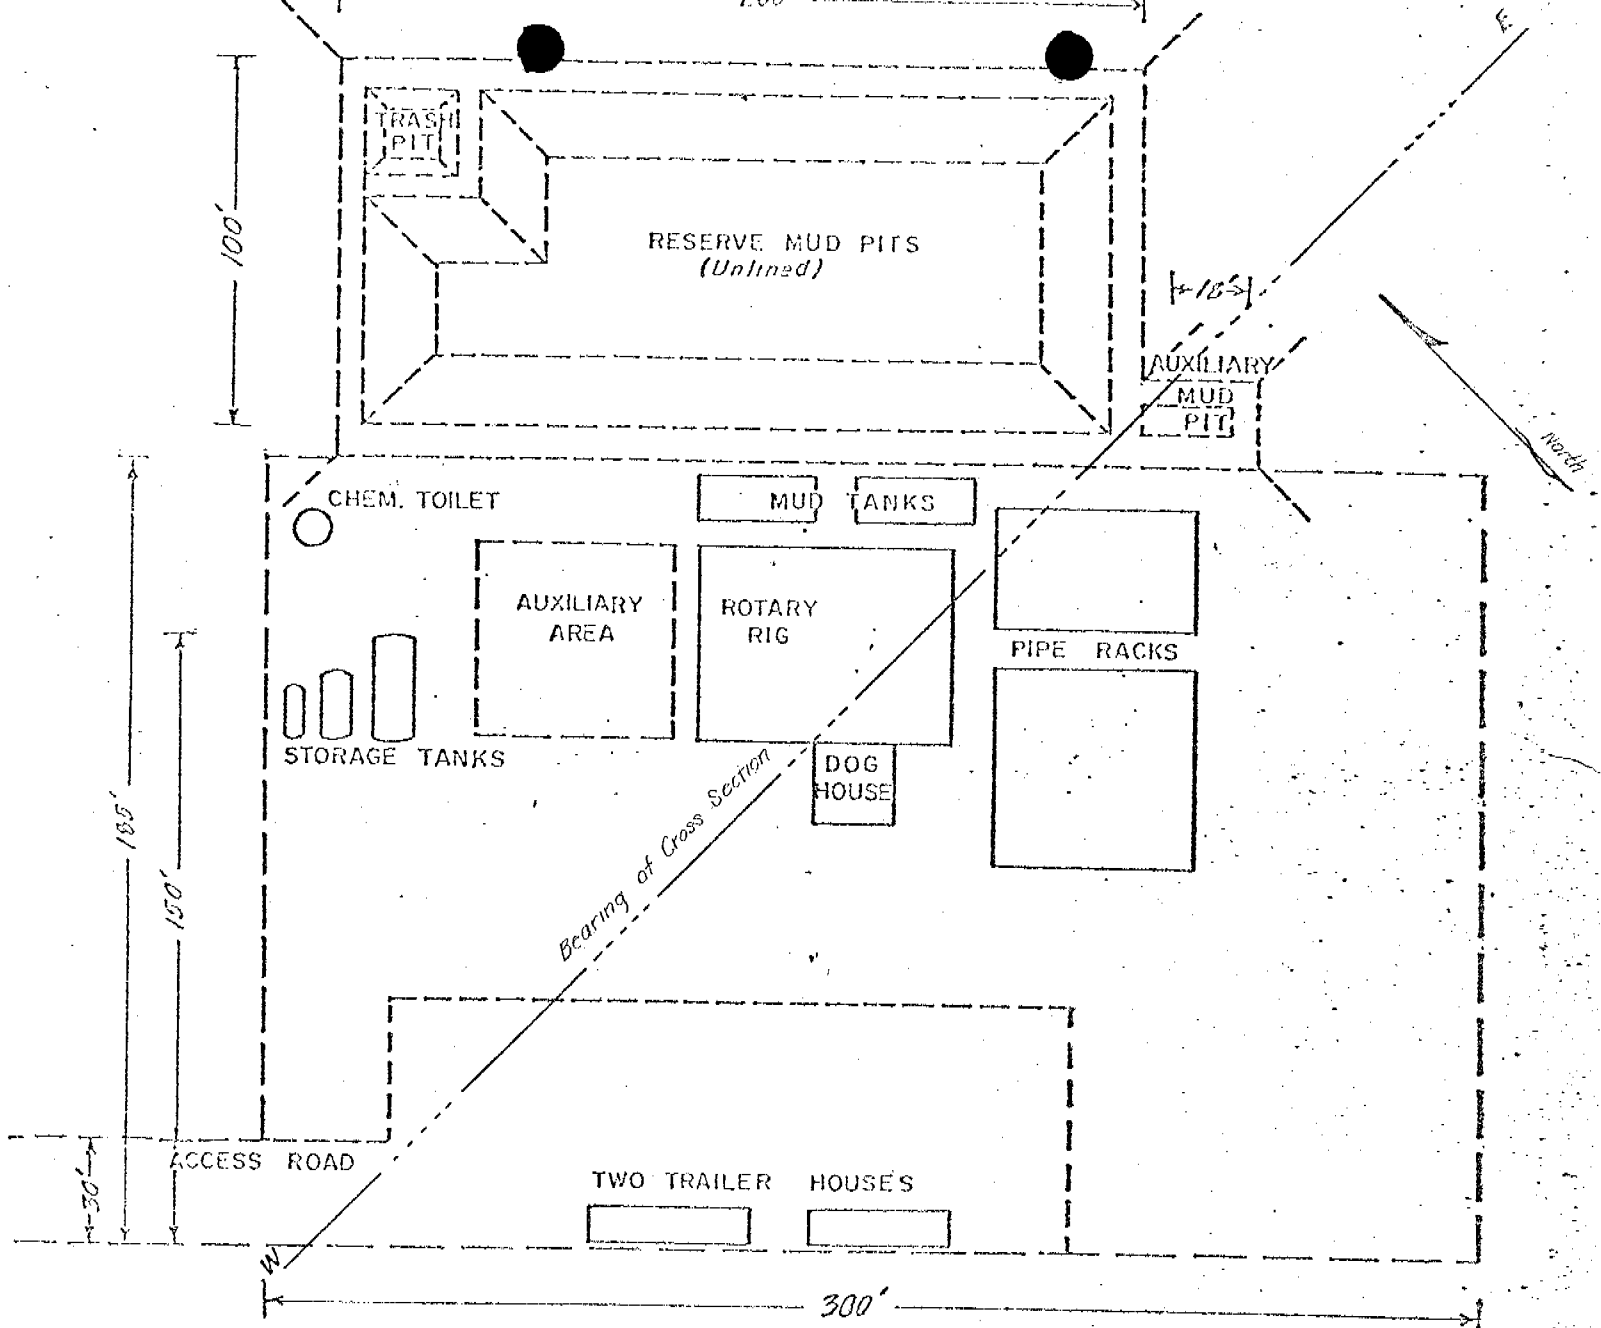 E
TRASH
PIT
100'
RESERVE MUD PITS
(Unlined)
18'
AUXILIARY
MUD
PIT
North
CHEM. TOILET
MUD TANKS
AUXILIARY
AREA
ROTARY
RIG
PIPE RACKS
STORAGE TANKS
DOG
HOUSE
185'
150'
Bearing of Cross Section
ACCESS ROAD
30'
TWO TRAILER HOUSES
W
300'